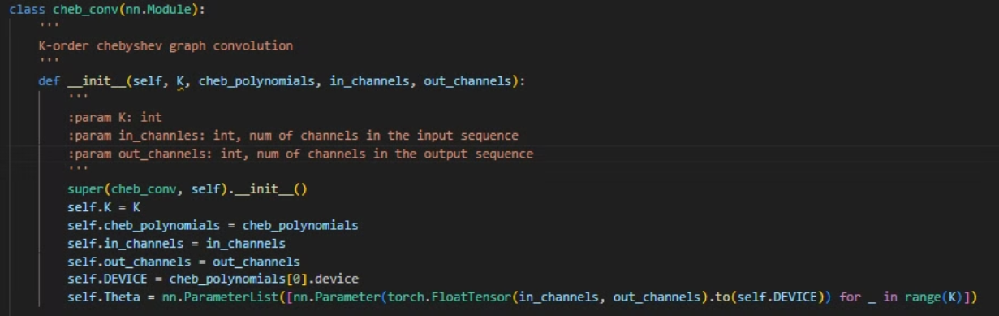 class cheb_conv(nn.Module):
    '''
    K-order chebyshev graph convolution
    '''
    def __init__(self, K, cheb_polynomials, in_channels, out_channels):
        '''
        :param K: int
        :param in_channles: int, num of channels in the input sequence
        :param out_channels: int, num of channels in the output sequence
        '''
        super(cheb_conv, self).__init__()
        self.K = K
        self.cheb_polynomials = cheb_polynomials
        self.in_channels = in_channels
        self.out_channels = out_channels
        self.DEVICE = cheb_polynomials[0].device
        self.Theta = nn.ParameterList([nn.Parameter(torch.FloatTensor(in_channels, out_channels).to(self.DEVICE)) for _ in range(K)])